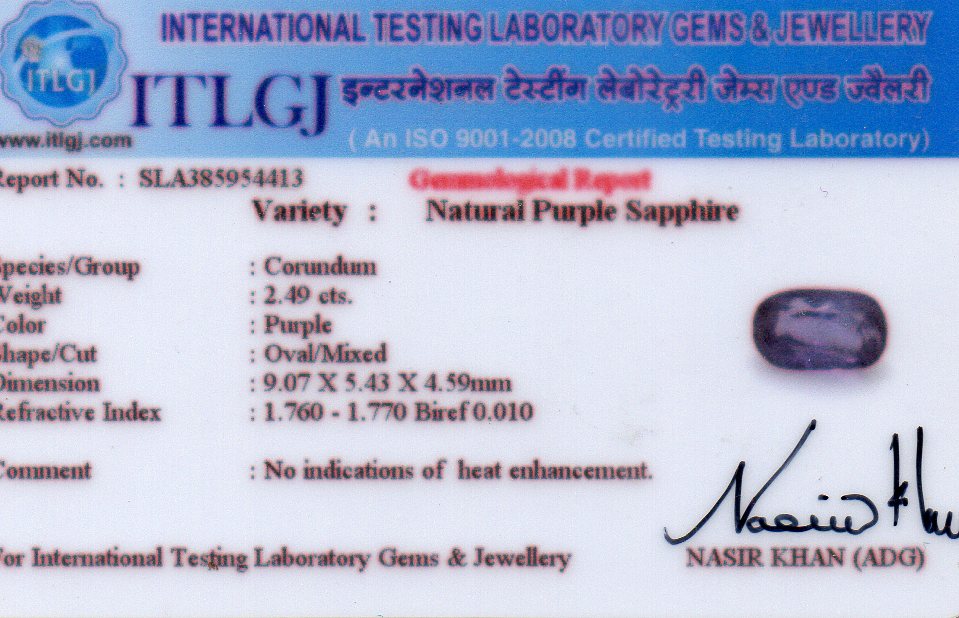 INTERNATIONAL TESTING LABORATORY GEMS & JEWELLERY
ITLGJ
ITLGJ इन्टरनेशनल टेस्टींग लेबोरेट्री जेम्स एण्ड ज्वैलरी
www.itlgj.com
( An ISO 9001-2008 Certified Testing Laboratory)
Report No. : SLA385954413
Gemmological Report
Variety : Natural Purple Sapphire
Species/Group : Corundum
Weight : 2.49 cts.
Color : Purple
Shape/Cut : Oval/Mixed
Dimension : 9.07 X 5.43 X 4.59mm
Refractive Index : 1.760 - 1.770 Biref 0.010
Comment : No indications of heat enhancement.
Nasir Khan
For International Testing Laboratory Gems & Jewellery
NASIR KHAN (ADG)